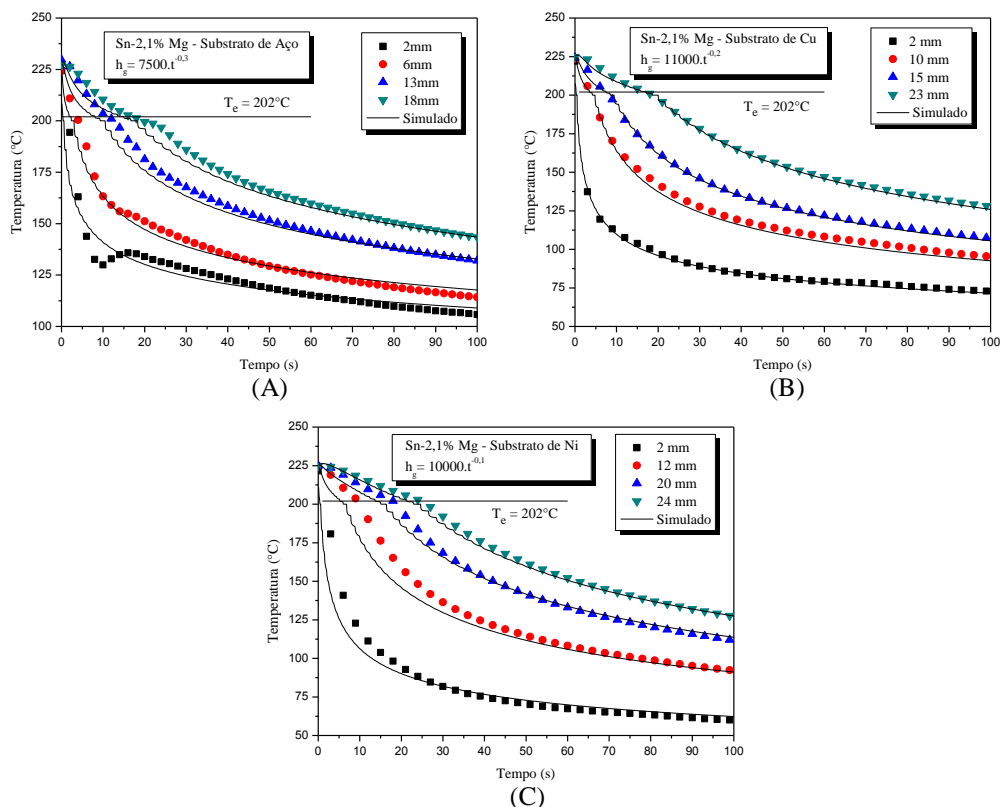 Sn-2,1% Mg - Substrato de Aço
h_g = 7500.t^-0,3
2mm
6mm
13mm
18mm
Simulado
T_e = 202°C
250
225
200
175
150
125
100
Temperatura (°C)
0 10 20 30 40 50 60 70 80 90 100
Tempo (s)
(A)
Sn-2,1% Mg - Substrato de Cu
h_g = 11000.t^-0,2
2 mm
10 mm
15 mm
23 mm
Simulado
T_e = 202°C
250
225
200
175
150
125
100
75
50
Temperatura (°C)
0 10 20 30 40 50 60 70 80 90 100
Tempo (s)
(B)
Sn-2,1% Mg - Substrato de Ni
h_g = 10000.t^-0,1
2 mm
12 mm
20 mm
24 mm
Simulado
T_e = 202°C
250
225
200
175
150
125
100
75
50
Temperatura (°C)
0 10 20 30 40 50 60 70 80 90 100
Tempo (s)
(C)